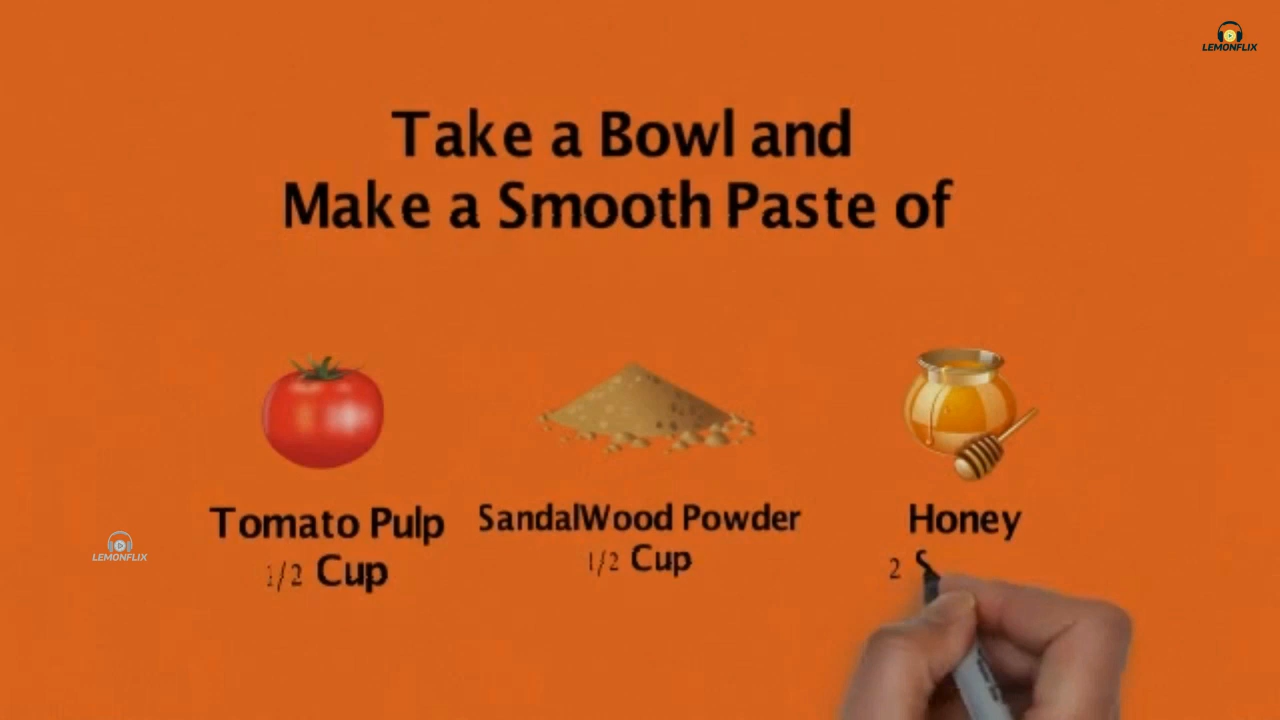 LEMONFLIX
Take a Bowl and
Make a Smooth Paste of
Tomato Pulp
1/2 Cup
SandalWood Powder
1/2 Cup
Honey
2 S
LEMONFLIX